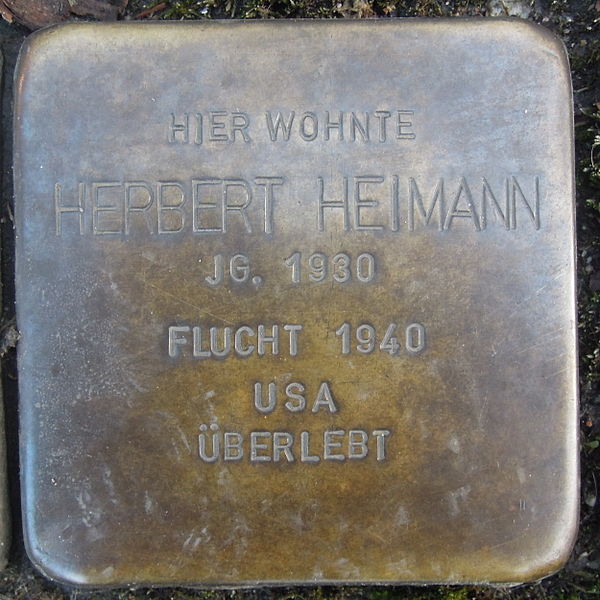 HIER WOHNTE
HERBERT HEIMANN
JG. 1930
FLUCHT 1940
USA
ÜBERLEBT